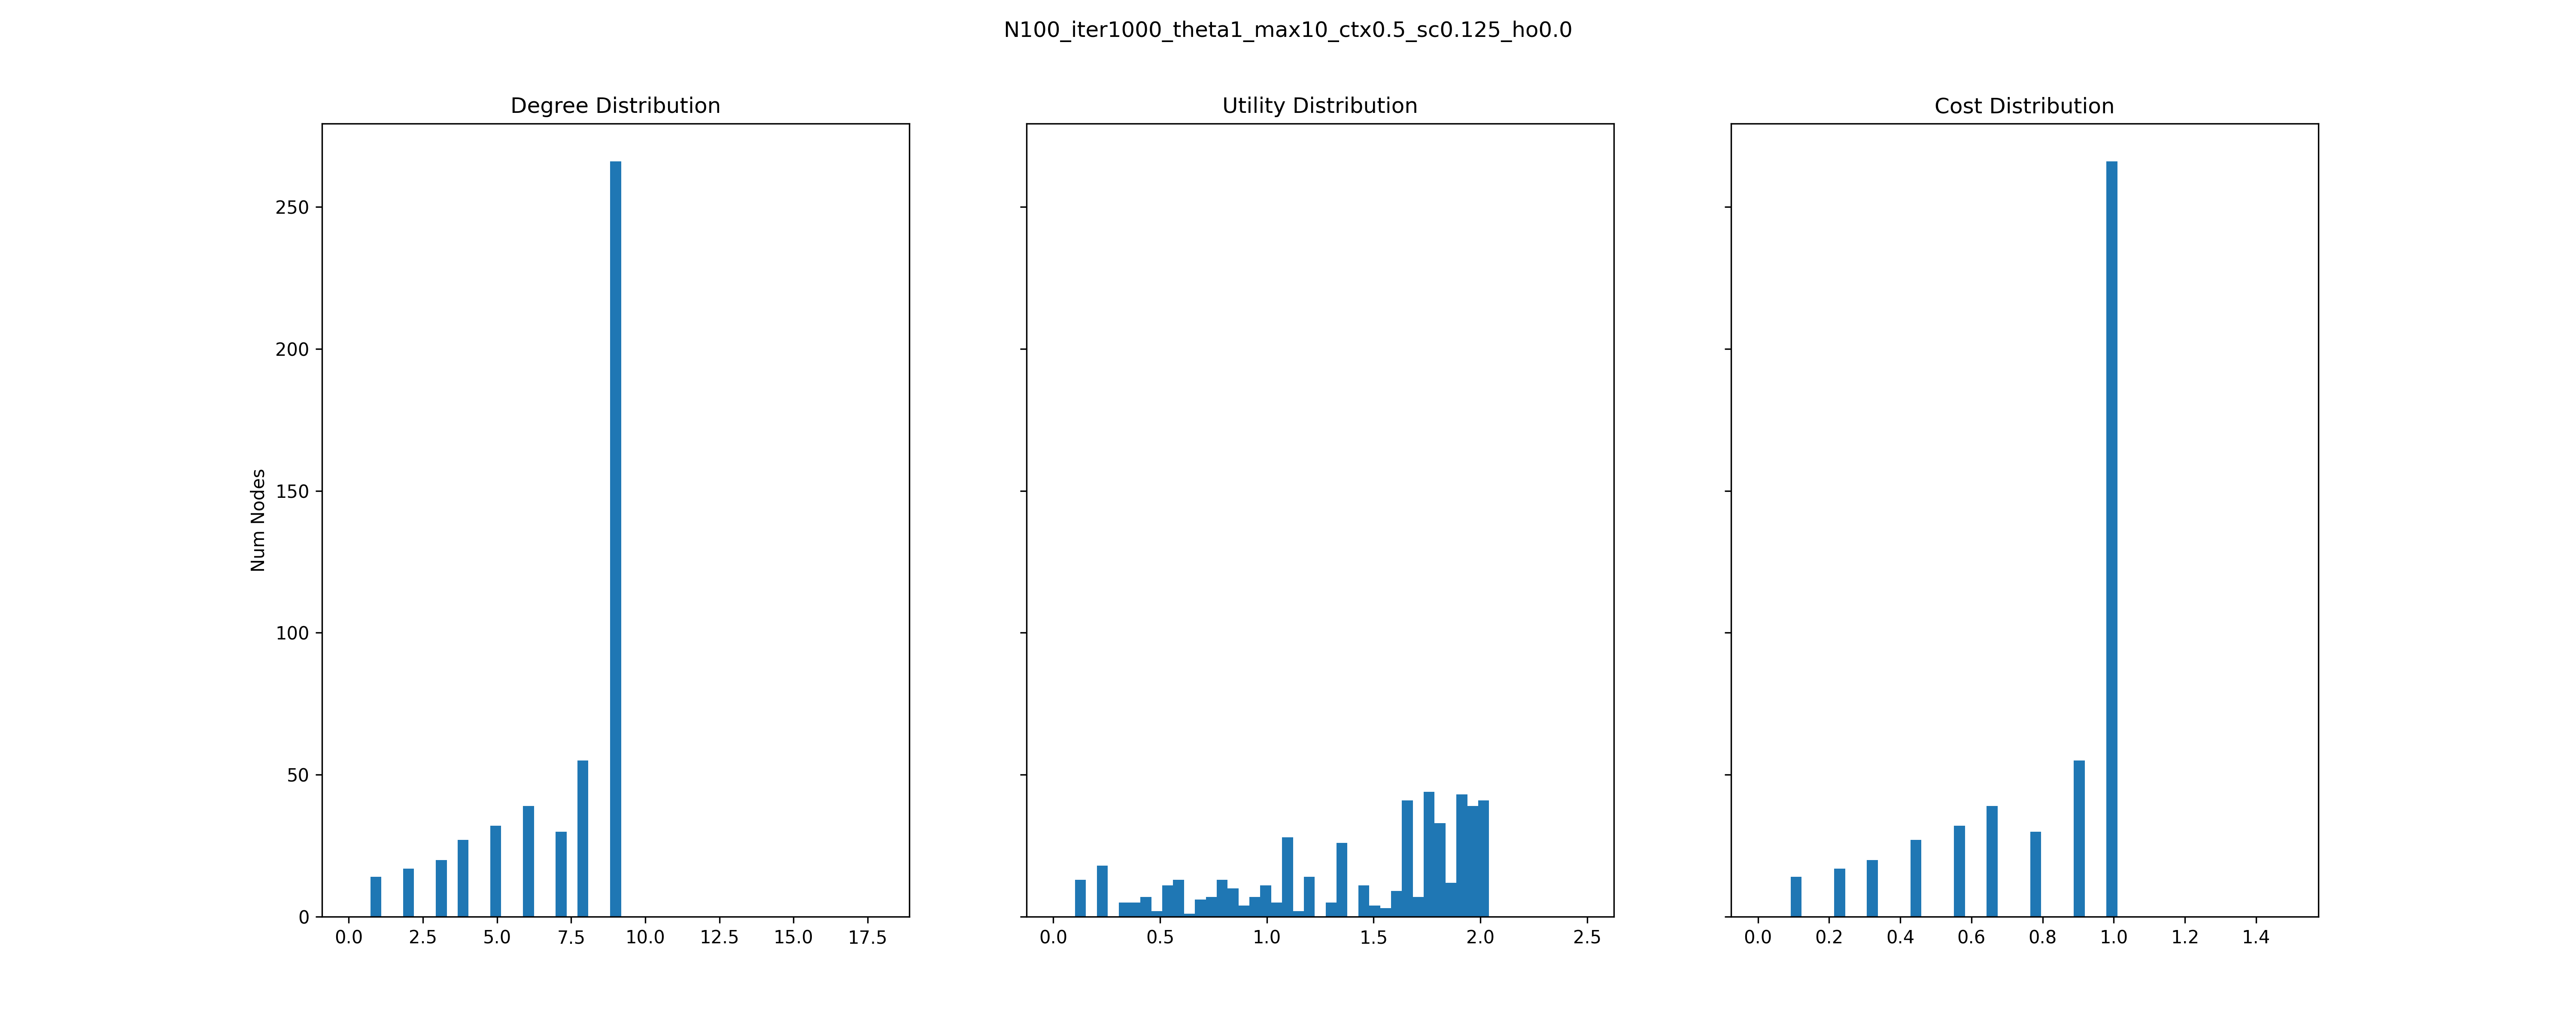 N100_iter1000_theta1_max10_ctx0.5_sc0.125_ho0.0
Degree Distribution
Utility Distribution
Cost Distribution
Num Nodes
250
200
150
100
50
0
0.0 2.5 5.0 7.5 10.0 12.5 15.0 17.5
0.0 0.5 1.0 1.5 2.0 2.5
0.0 0.2 0.4 0.6 0.8 1.0 1.2 1.4